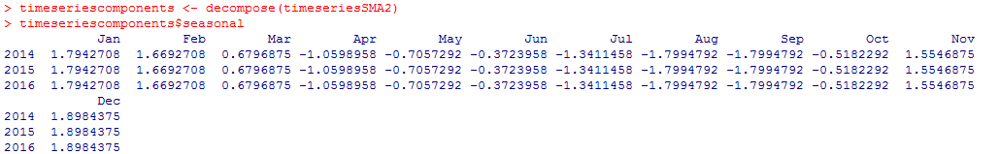 > timeseriescomponents <- decompose(timeseriesSMA2)
> timeseriescomponents$seasonal
Jan Feb Mar Apr May Jun Jul Aug Sep Oct Nov
2014 1.7942708 1.6692708 0.6796875 -1.0598958 -0.7057292 -0.3723958 -1.3411458 -1.7994792 -1.7994792 -0.5182292 1.5546875
2015 1.7942708 1.6692708 0.6796875 -1.0598958 -0.7057292 -0.3723958 -1.3411458 -1.7994792 -1.7994792 -0.5182292 1.5546875
2016 1.7942708 1.6692708 0.6796875 -1.0598958 -0.7057292 -0.3723958 -1.3411458 -1.7994792 -1.7994792 -0.5182292 1.5546875
Dec
2014 1.8984375
2015 1.8984375
2016 1.8984375